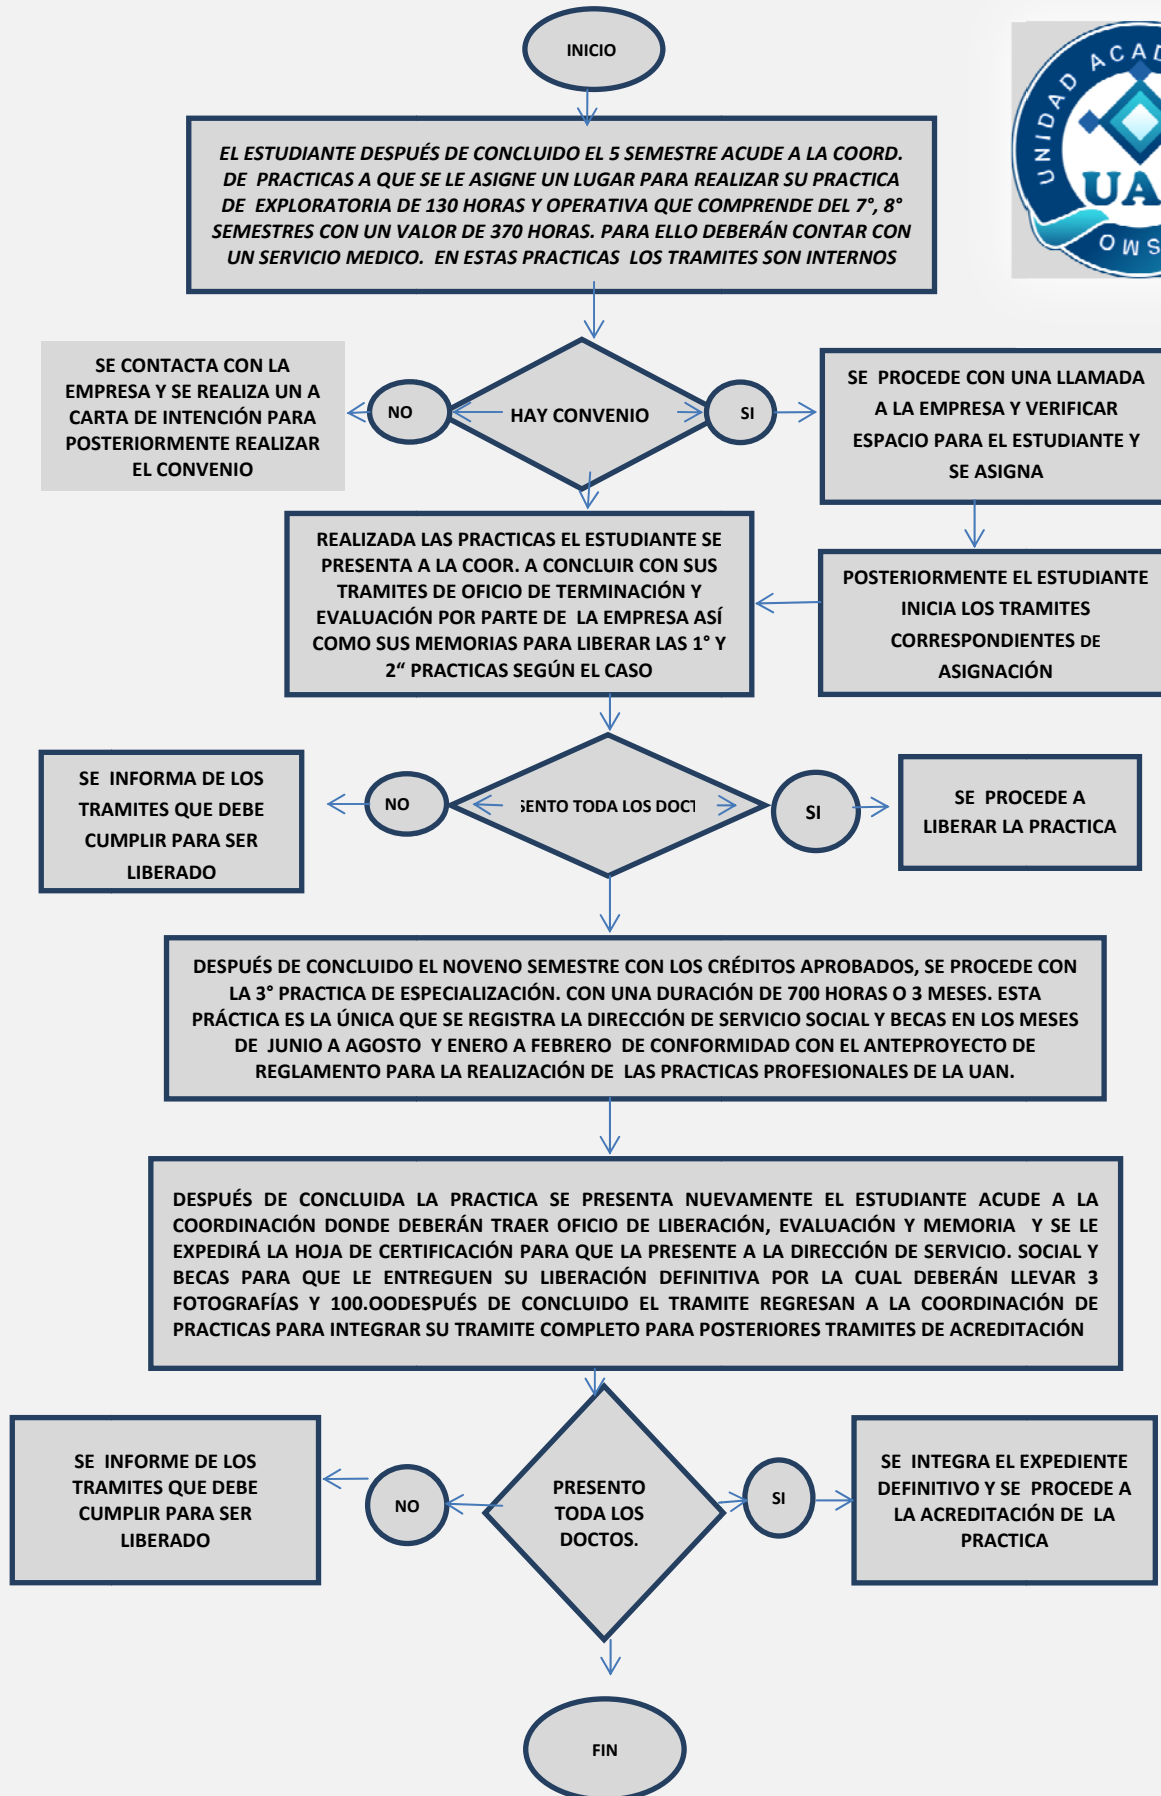 INICIO
UNIDAD ACAD
UA
SMO
EL ESTUDIANTE DESPUÉS DE CONCLUIDO EL 5 SEMESTRE ACUDE A LA COORD.
DE PRACTICAS A QUE SE LE ASIGNE UN LUGAR PARA REALIZAR SU PRACTICA
DE EXPLORATORIA DE 130 HORAS Y OPERATIVA QUE COMPRENDE DEL 7°, 8°
SEMESTRES CON UN VALOR DE 370 HORAS. PARA ELLO DEBERÁN CONTAR CON
UN SERVICIO MEDICO. EN ESTAS PRACTICAS LOS TRAMITES SON INTERNOS
SE CONTACTA CON LA
EMPRESA Y SE REALIZA UN A
CARTA DE INTENCIÓN PARA
POSTERIORMENTE REALIZAR
EL CONVENIO
NO
HAY CONVENIO
SI
SE PROCEDE CON UNA LLAMADA
A LA EMPRESA Y VERIFICAR
ESPACIO PARA EL ESTUDIANTE Y
SE ASIGNA
REALIZADA LAS PRACTICAS EL ESTUDIANTE SE
PRESENTA A LA COOR. A CONCLUIR CON SUS
TRAMITES DE OFICIO DE TERMINACIÓN Y
EVALUACIÓN POR PARTE DE LA EMPRESA ASÍ
COMO SUS MEMORIAS PARA LIBERAR LAS 1° Y
2“ PRACTICAS SEGÚN EL CASO
POSTERIORMENTE EL ESTUDIANTE
INICIA LOS TRAMITES
CORRESPONDIENTES DE
ASIGNACIÓN
SE INFORMA DE LOS
TRAMITES QUE DEBE
CUMPLIR PARA SER
LIBERADO
NO
SENTO TODA LOS DOCT
SI
SE PROCEDE A
LIBERAR LA PRACTICA
DESPUÉS DE CONCLUIDO EL NOVENO SEMESTRE CON LOS CRÉDITOS APROBADOS, SE PROCEDE CON
LA 3° PRACTICA DE ESPECIALIZACIÓN. CON UNA DURACIÓN DE 700 HORAS O 3 MESES. ESTA
PRÁCTICA ES LA ÚNICA QUE SE REGISTRA LA DIRECCIÓN DE SERVICIO SOCIAL Y BECAS EN LOS MESES
DE JUNIO A AGOSTO Y ENERO A FEBRERO DE CONFORMIDAD CON EL ANTEPROYECTO DE
REGLAMENTO PARA LA REALIZACIÓN DE LAS PRACTICAS PROFESIONALES DE LA UAN.
DESPUÉS DE CONCLUIDA LA PRACTICA SE PRESENTA NUEVAMENTE EL ESTUDIANTE ACUDE A LA
COORDINACIÓN DONDE DEBERÁN TRAER OFICIO DE LIBERACIÓN, EVALUACIÓN Y MEMORIA Y SE LE
EXPEDIRÁ LA HOJA DE CERTIFICACIÓN PARA QUE LA PRESENTE A LA DIRECCIÓN DE SERVICIO. SOCIAL Y
BECAS PARA QUE LE ENTREGUEN SU LIBERACIÓN DEFINITIVA POR LA CUAL DEBERÁN LLEVAR 3
FOTOGRAFÍAS Y 100.OODESPUÉS DE CONCLUIDO EL TRAMITE REGRESAN A LA COORDINACIÓN DE
PRACTICAS PARA INTEGRAR SU TRAMITE COMPLETO PARA POSTERIORES TRAMITES DE ACREDITACIÓN
SE INFORME DE LOS
TRAMITES QUE DEBE
CUMPLIR PARA SER
LIBERADO
NO
PRESENTO
TODA LOS
DOCTOS.
SI
SE INTEGRA EL EXPEDIENTE
DEFINITIVO Y SE PROCEDE A
LA ACREDITACIÓN DE LA
PRACTICA
FIN